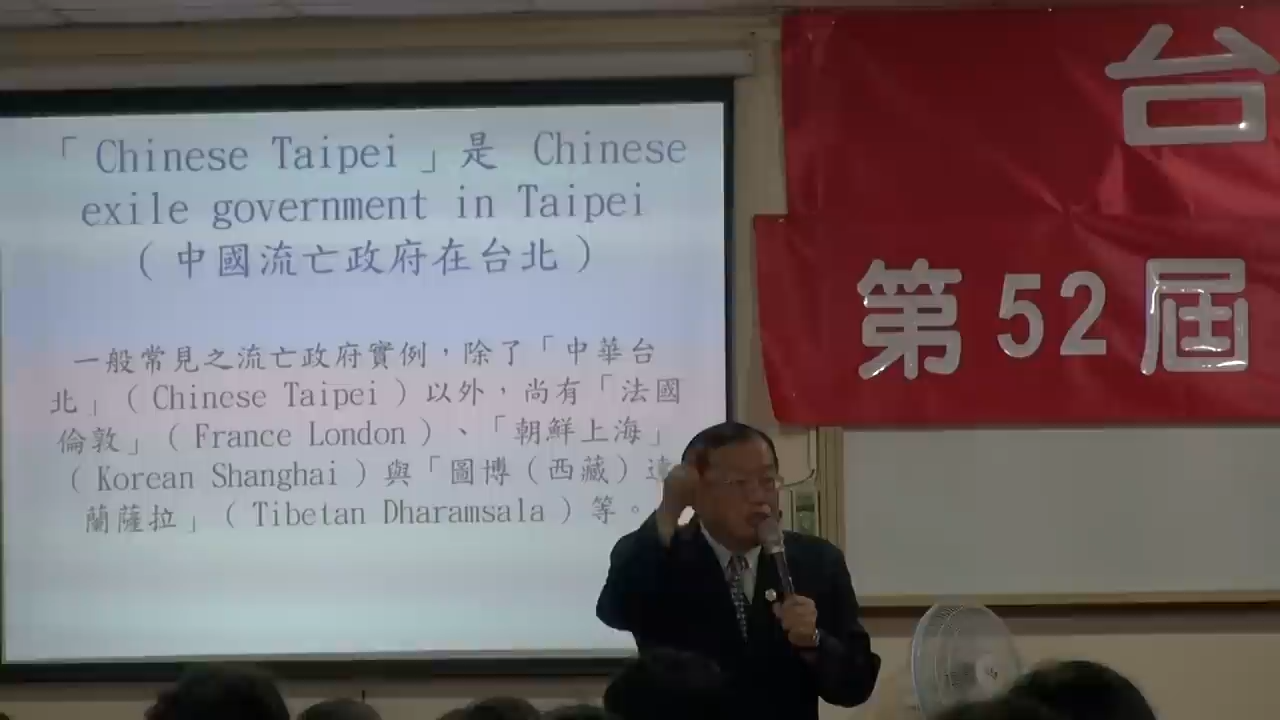 「Chinese Taipei」是 Chinese
exile government in Taipei
(中國流亡政府在台北)
一般常見之流亡政府實例，除了「中華台
北」(Chinese Taipei)以外，尚有「法國
倫敦」(France London)、「朝鮮上海」
(Korean Shanghai)與「圖博(西藏)達
蘭薩拉」(Tibetan Dharamsala)等。
台
第52屆